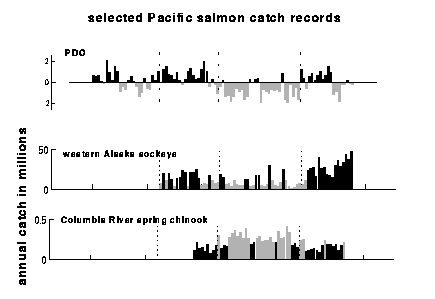 selected Pacific salmon catch records
PDO
2
0
2
annual catch in millions
50
western Alaska sockeye
0
0.5
Columbia River spring chinook
0